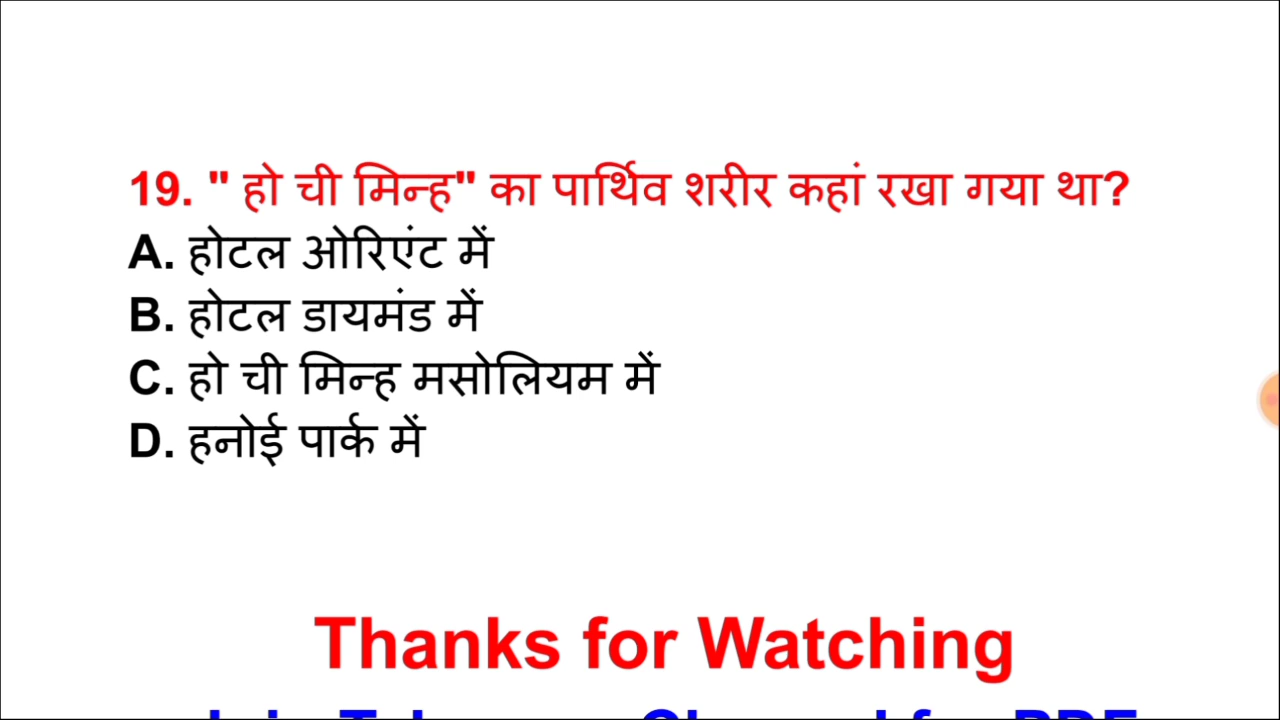 19. " हो ची मिन्ह" का पार्थिव शरीर कहां रखा गया था?
A. होटल ओरिएंट में
B. होटल डायमंड में
C. हो ची मिन्ह मसोलियम में
D. हनोई पार्क में
Thanks for Watching